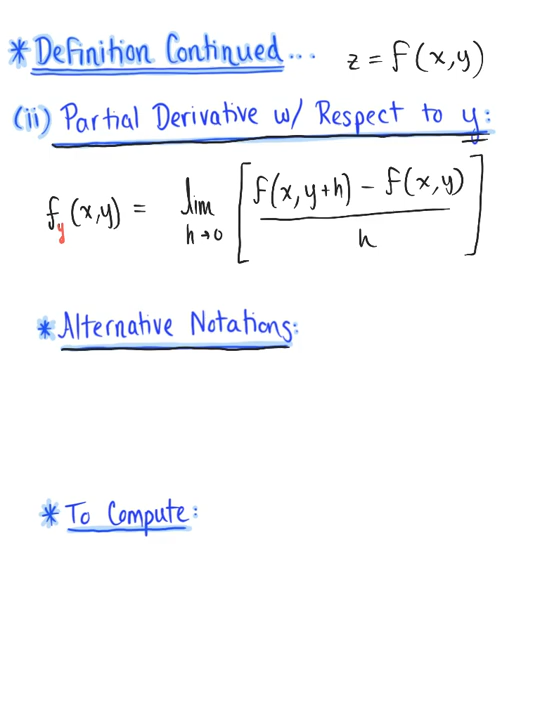 * Definition Continued... z = f(x,y)
(ii) Partial Derivative w/ Respect to y:
f_y(x,y) = lim_{h→0} [ (f(x, y+h) - f(x,y)) / h ]
* Alternative Notations:
* To Compute: